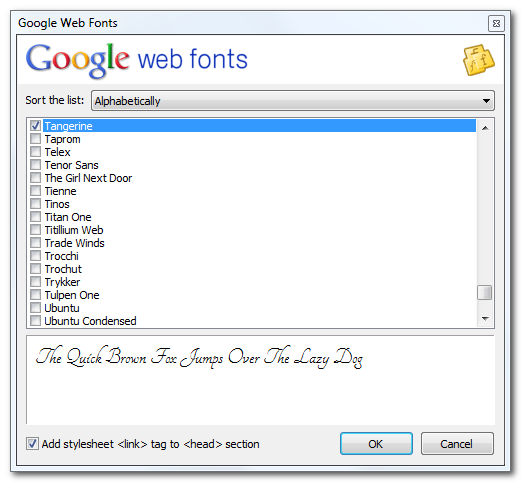 Google Web Fonts
Google web fonts
Sort the list: Alphabetically
Tangerine
Taprom
Telex
Tenor Sans
The Girl Next Door
Tienne
Tinos
Titan One
Titillium Web
Trade Winds
Trocchi
Trochut
Trykker
Tulpen One
Ubuntu
Ubuntu Condensed
The Quick Brown Fox Jumps Over The Lazy Dog
Add stylesheet <link> tag to <head> section
OK Cancel